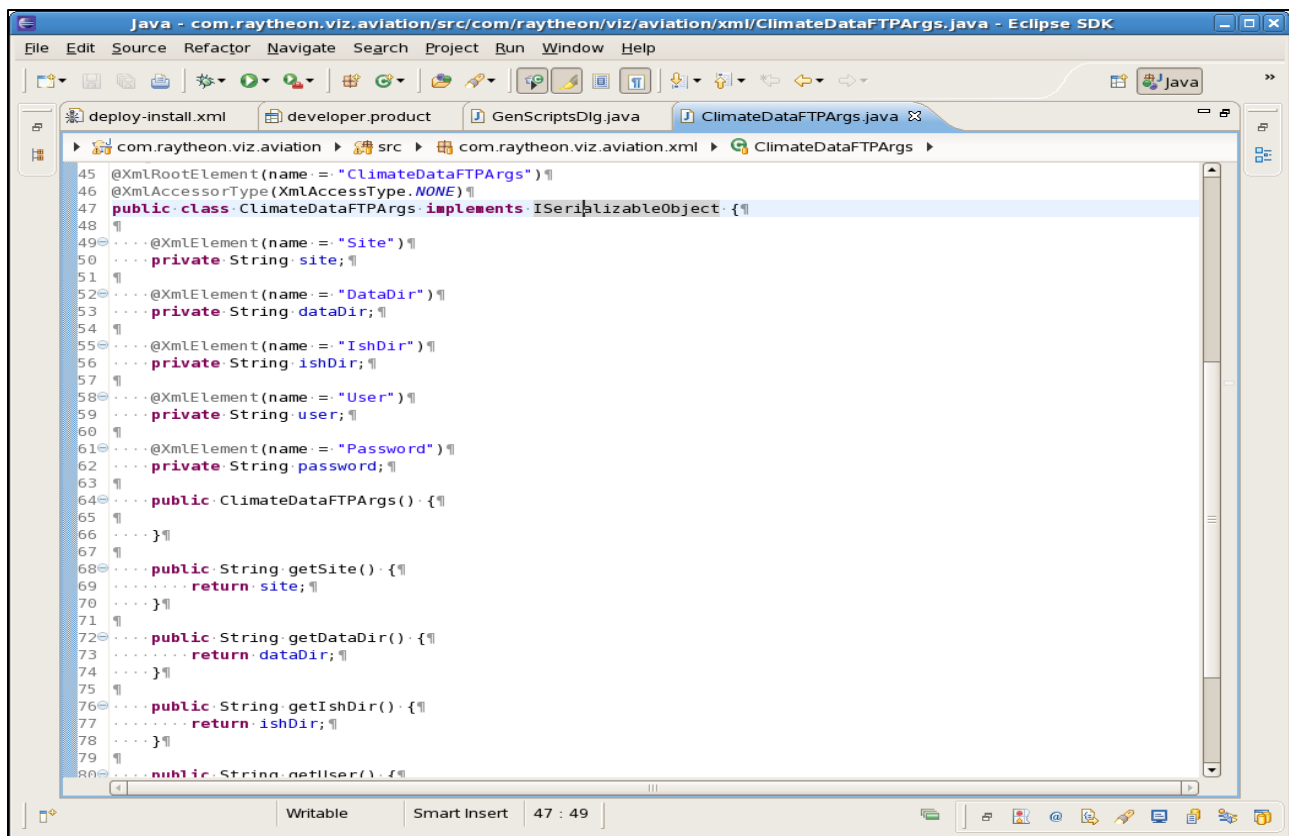 Java - com.raytheon.viz.aviation/src/com/raytheon/viz/aviation/xml/ClimateDataFTPArgs.java - Eclipse SDK
File Edit Source Refactor Navigate Search Project Run Window Help
Java »
deploy-install.xml developer.product GenScriptsDlg.java ClimateDataFTPArgs.java
com.raytheon.viz.aviation src com.raytheon.viz.aviation.xml ClimateDataFTPArgs
45 @XmlRootElement(name·=·"ClimateDataFTPArgs")¶
46 @XmlAccessorType(XmlAccessType.NONE)¶
47 public·class·ClimateDataFTPArgs·implements·ISerializableObject·{¶
48 ¶
49 ····@XmlElement(name·=·"Site")¶
50 ····private·String·site;¶
51 ¶
52 ····@XmlElement(name·=·"DataDir")¶
53 ····private·String·dataDir;¶
54 ¶
55 ····@XmlElement(name·=·"IshDir")¶
56 ····private·String·ishDir;¶
57 ¶
58 ····@XmlElement(name·=·"User")¶
59 ····private·String·user;¶
60 ¶
61 ····@XmlElement(name·=·"Password")¶
62 ····private·String·password;¶
63 ¶
64 ····public·ClimateDataFTPArgs()·{¶
65 ¶
66 ····}¶
67 ¶
68 ····public·String·getSite()·{¶
69 ········return·site;¶
70 ····}¶
71 ¶
72 ····public·String·getDataDir()·{¶
73 ········return·dataDir;¶
74 ····}¶
75 ¶
76 ····public·String·getIshDir()·{¶
77 ········return·ishDir;¶
78 ····}¶
79 ¶
80 ····public·String·getUser()·{¶
Writable Smart Insert 47 : 49